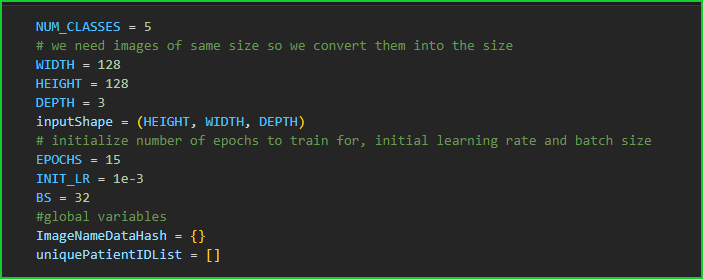 NUM_CLASSES = 5
# we need images of same size so we convert them into the size
WIDTH = 128
HEIGHT = 128
DEPTH = 3
inputShape = (HEIGHT, WIDTH, DEPTH)
# initialize number of epochs to train for, initial learning rate and batch size
EPOCHS = 15
INIT_LR = 1e-3
BS = 32
#global variables
ImageNameDataHash = {}
uniquePatientIDList = []